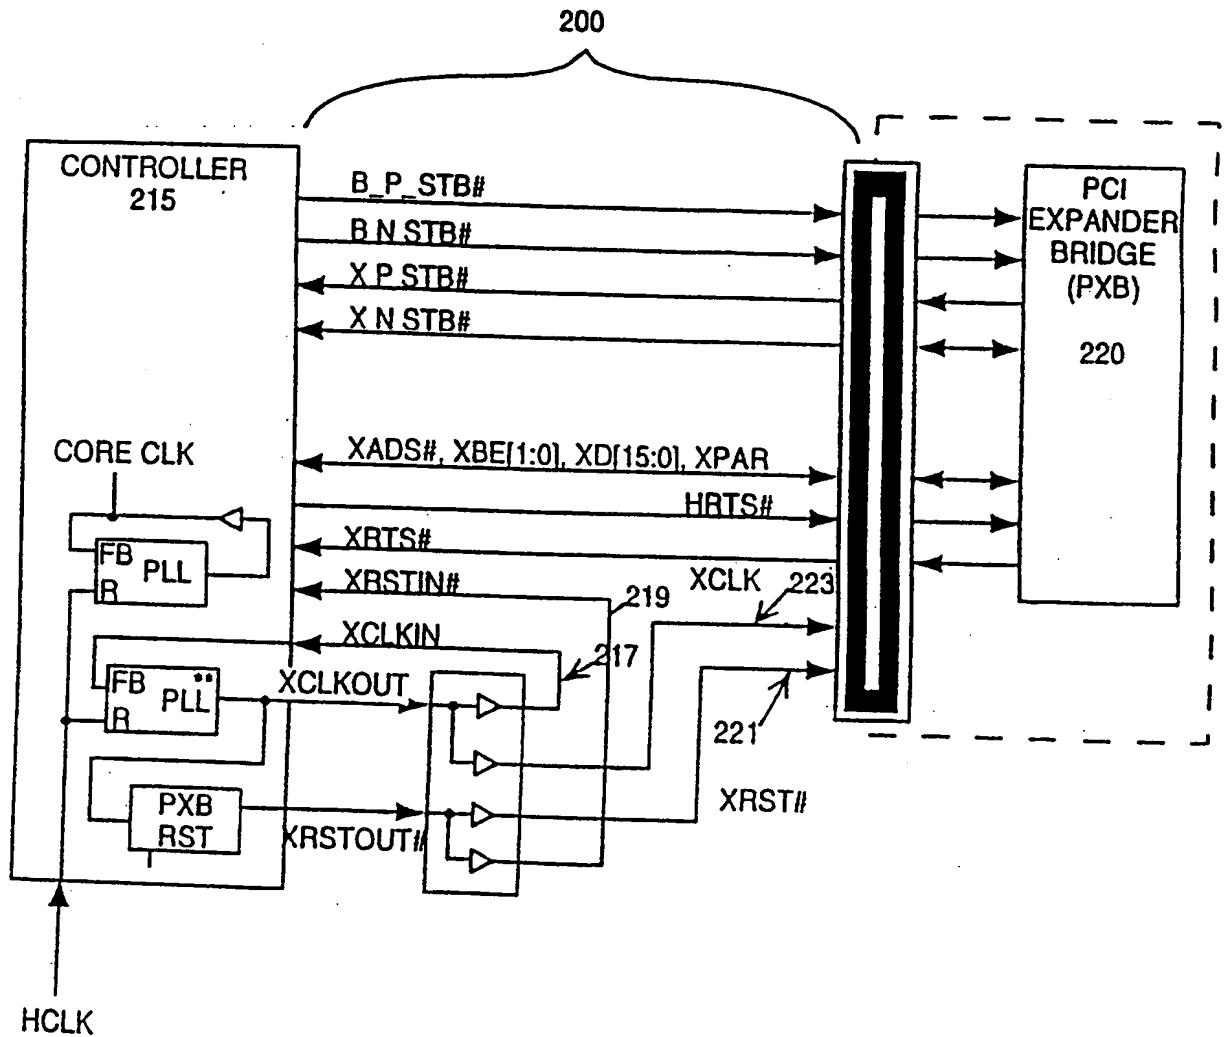 200
CONTROLLER
215
B_P_STB#
B N STB#
X P STB#
X N STB#
PCI
EXPANDER
BRIDGE
(PXB)
220
CORE CLK
XADS#, XBE[1:0], XD[15:0], XPAR
HRTS#
FB
PLL
R
XRTS#
XCLK
XRSTIN#
219
223
XCLKIN
217
FB
PLL**
R
XCLKOUT
221
PXB
RST
XRSTOUT#
XRST#
HCLK